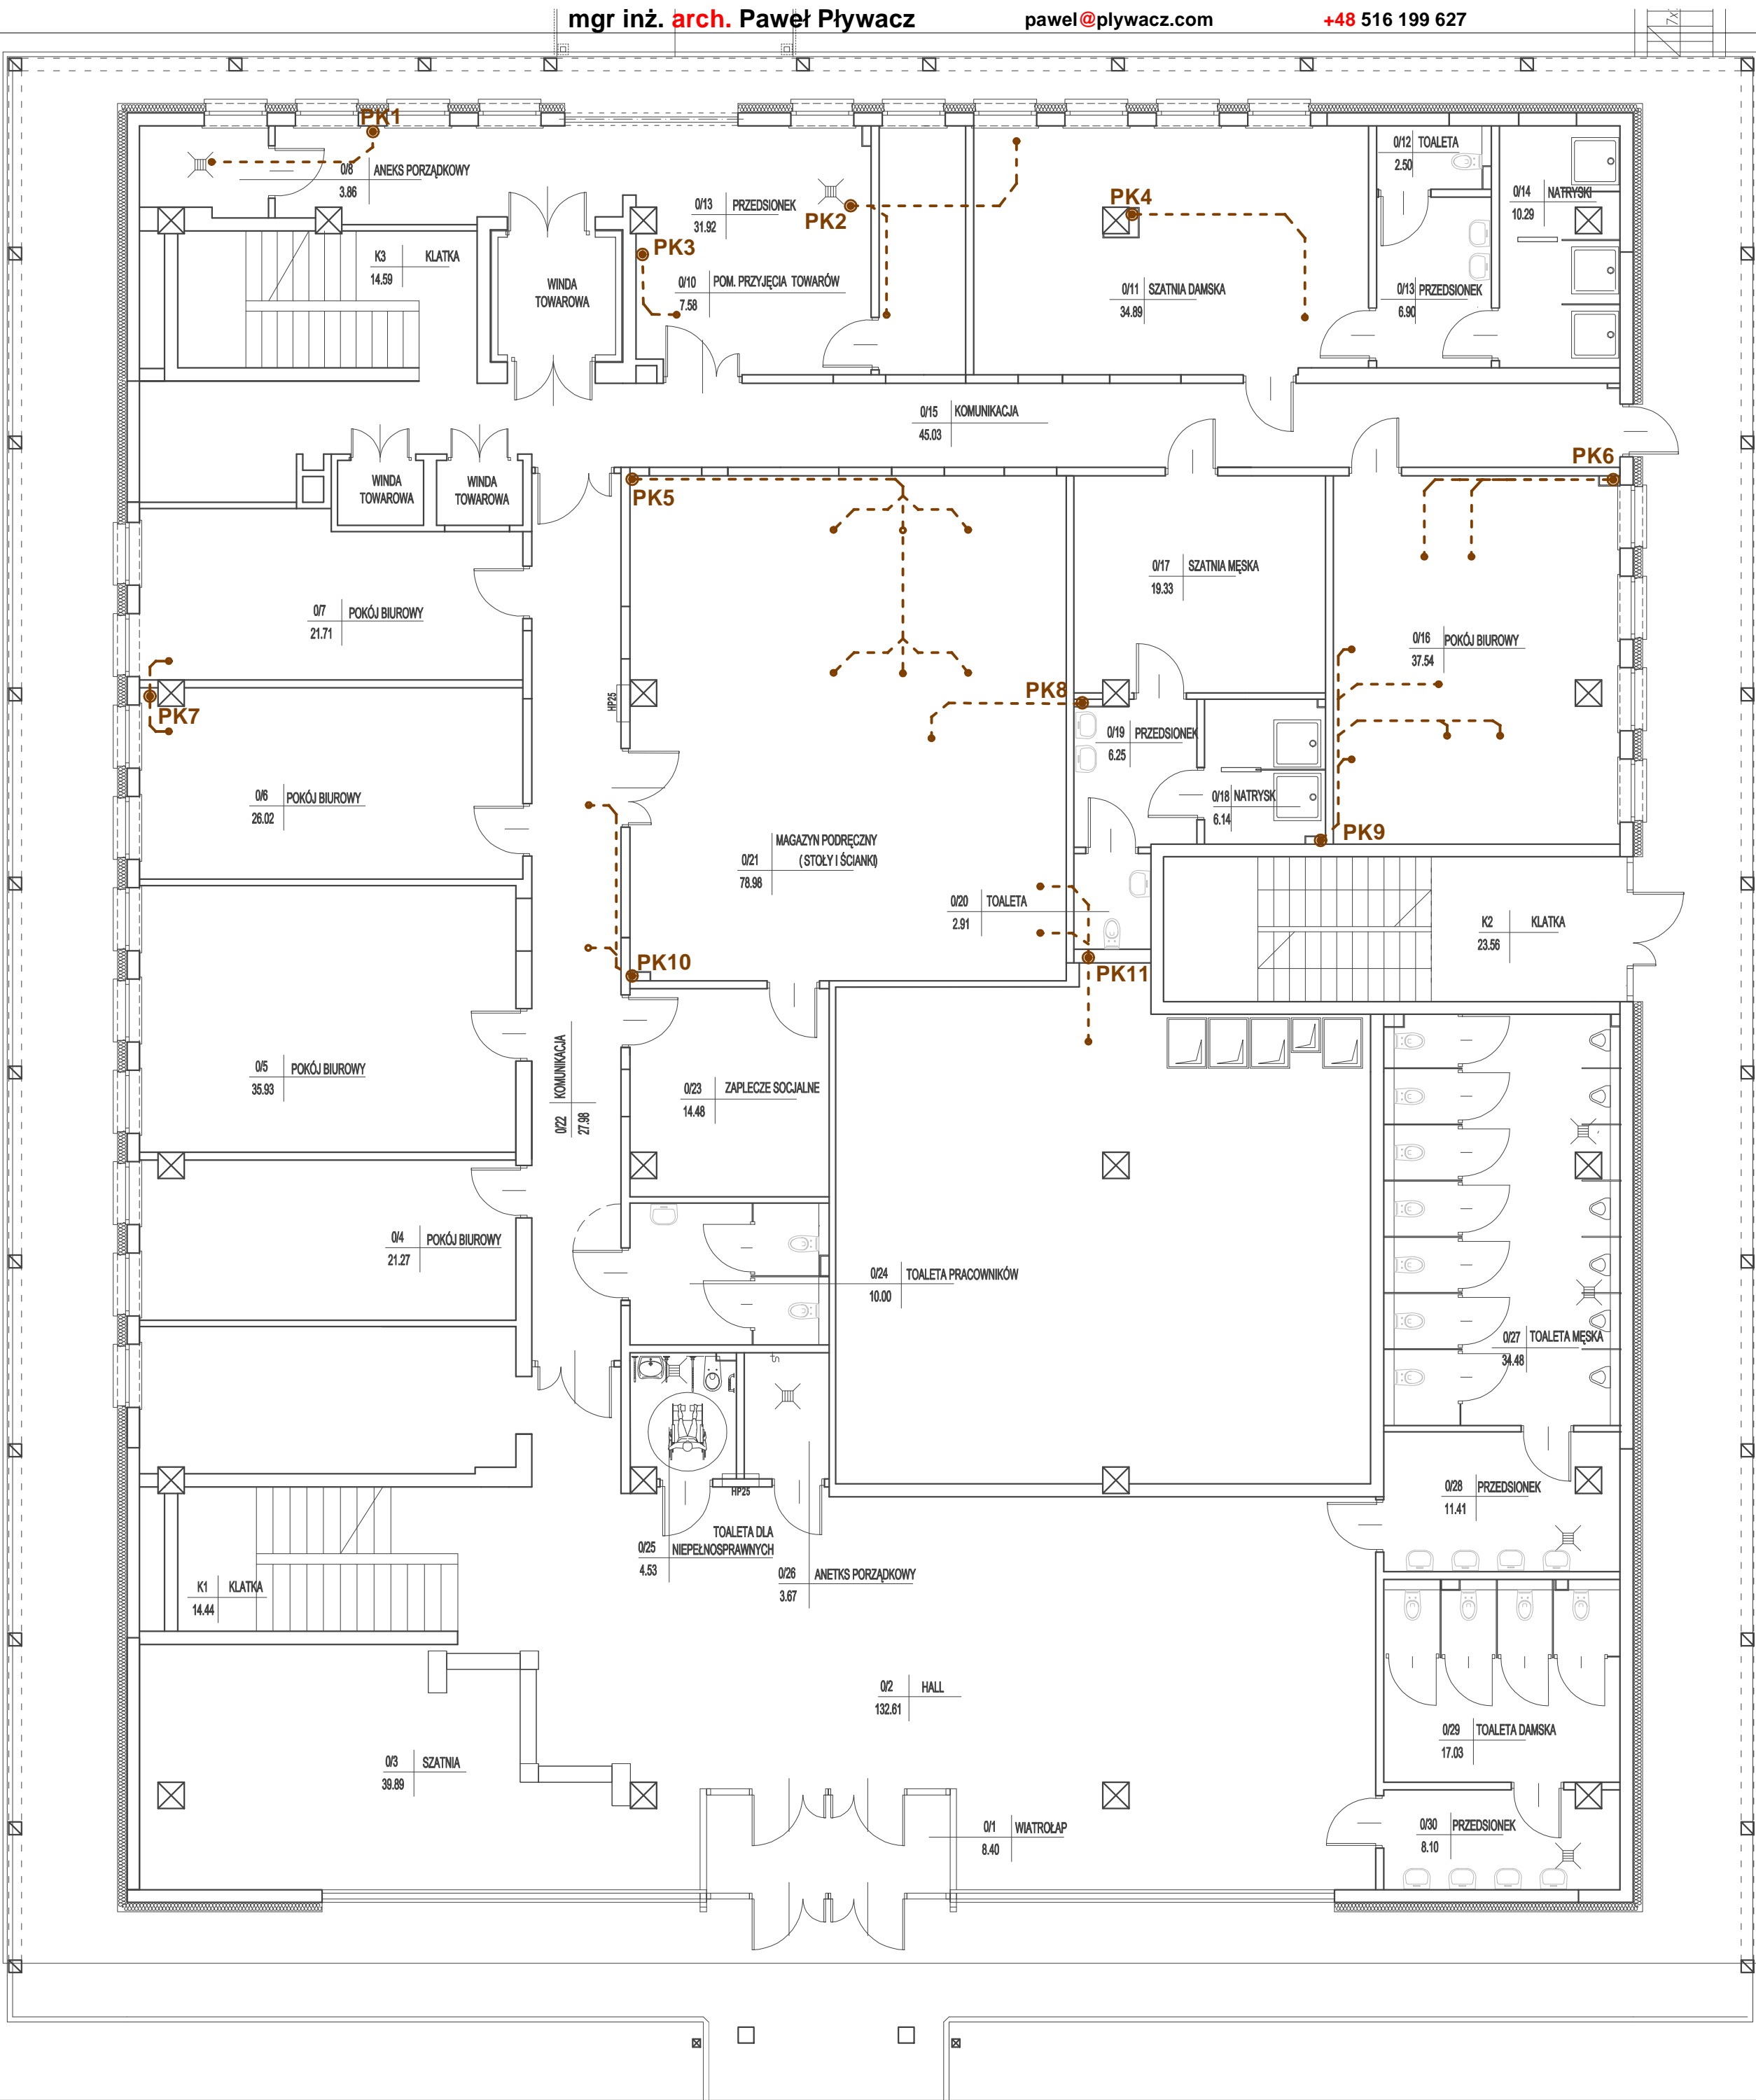 mgr inż. arch. Paweł Pływacz pawel@plywacz.com +48 516 199 627
7x
PK1
0/8 ANEKS PORZĄDKOWY
3.86
0/13 PRZEDSIONEK
31.92
PK2
PK3
0/10 POM. PRZYJĘCIA TOWARÓW
7.58
K3 KLATKA
14.59
WINDA
TOWAROWA
PK4
0/11 SZATNIA DAMSKA
34.89
0/12 TOALETA
2.50
0/14 NATRYSKI
10.29
0/13 PRZEDSIONEK
6.90
0/15 KOMUNIKACJA
45.03
WINDA
TOWAROWA
WINDA
TOWAROWA
PK5
PK6
0/17 SZATNIA MĘSKA
19.33
0/7 POKÓJ BIUROWY
21.71
0/16 POKÓJ BIUROWY
37.54
HP25
PK7
PK8
0/19 PRZEDSIONEK
6.25
0/6 POKÓJ BIUROWY
26.02
0/18 NATRYSK
6.14
PK9
MAGAZYN PODRĘCZNY
0/21 ( STOŁY I ŚCIANKI)
78.98
0/20 TOALETA
2.91
K2 KLATKA
23.56
PK10
PK11
0/5 POKÓJ BIUROWY
35.93
0/22 KOMUNIKACJA
27.98
0/23 ZAPLECZE SOCJALNE
14.48
0/4 POKÓJ BIUROWY
21.27
0/24 TOALETA PRACOWNIKÓW
10.00
0/27 TOALETA MĘSKA
34.48
HP25
0/28 PRZEDSIONEK
11.41
TOALETA DLA
0/25 NIEPEŁNOSPRAWNYCH
4.53
0/26 ANETKS PORZĄDKOWY
3.67
K1 KLATKA
14.44
0/2 HALL
132.61
0/29 TOALETA DAMSKA
17.03
0/3 SZATNIA
39.89
0/1 WIATROŁAP
8.40
0/30 PRZEDSIONEK
8.10